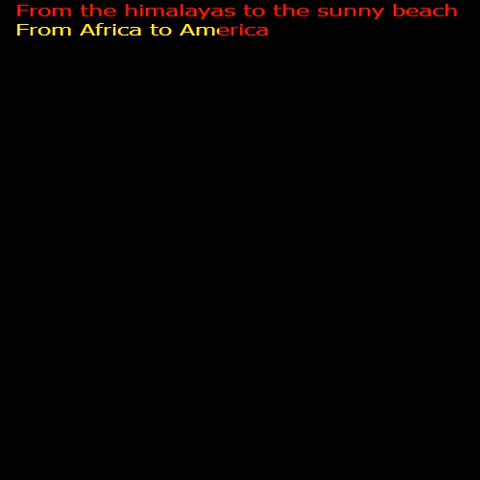 From the himalayas to the sunny beach
From Africa to America